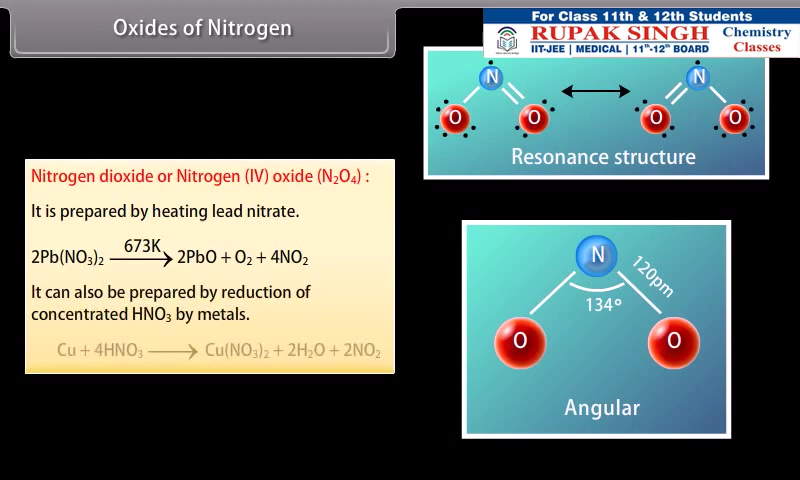 Oxides of Nitrogen
For Class 11th & 12th Students
RUPAK SINGH
Chemistry Classes
IIT-JEE | MEDICAL | 11th-12th BOARD
N
O
O
N
O
O
Resonance structure
Nitrogen dioxide or Nitrogen (IV) oxide (N₂O₄) :
It is prepared by heating lead nitrate.
2Pb(NO₃)₂ —673K→ 2PbO + O₂ + 4NO₂
It can also be prepared by reduction of
concentrated HNO₃ by metals.
Cu + 4HNO₃ ⟶ Cu(NO₃)₂ + 2H₂O + 2NO₂
N
120pm
134°
O
O
Angular